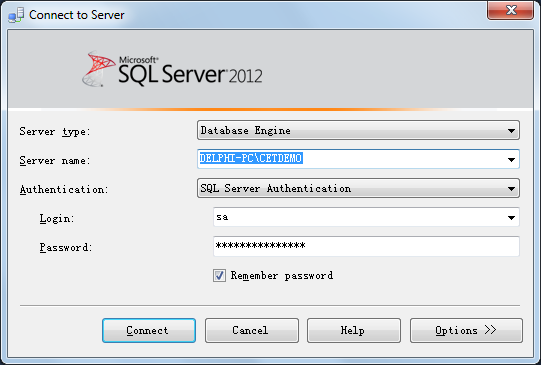 Connect to Server
Microsoft®
SQL Server® 2012
Server type: Database Engine
Server name: DELPHI-PC\CETDEMO
Authentication: SQL Server Authentication
Login: sa
Password: ***************
Remember password
Connect Cancel Help Options >>